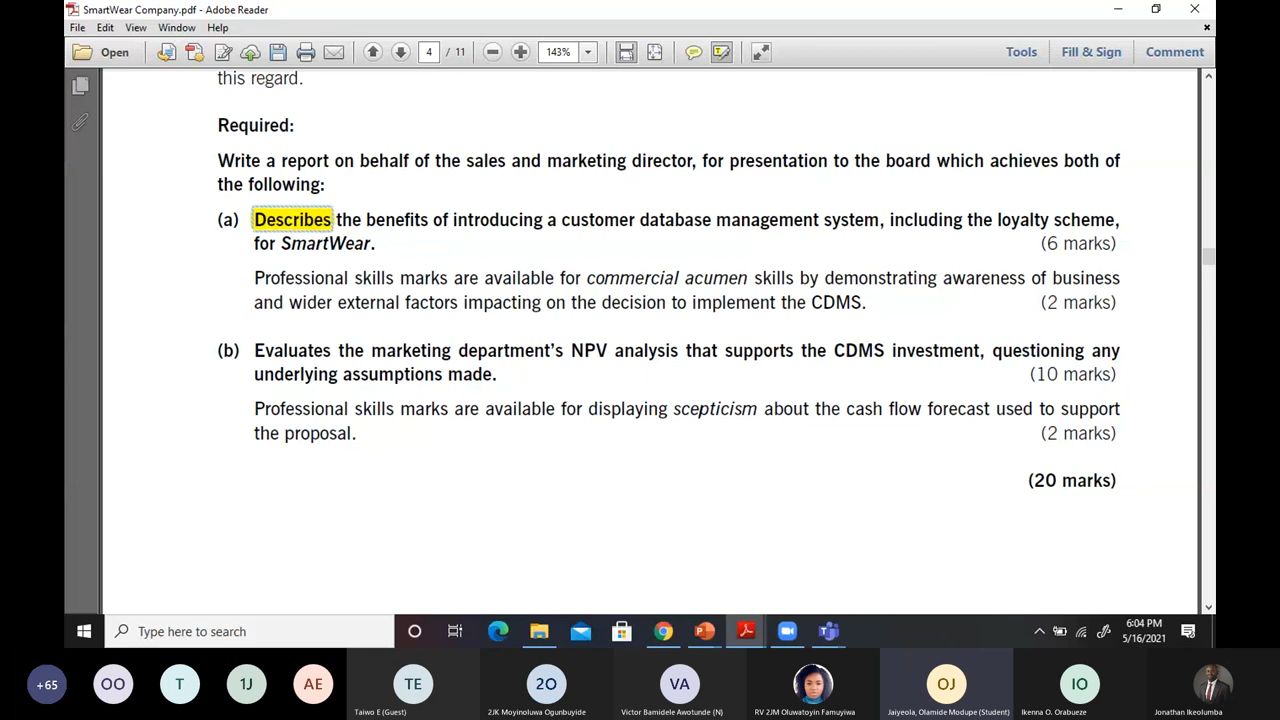 SmartWear Company.pdf - Adobe Reader
File Edit View Window Help
Open 4 / 11 143% Tools Fill & Sign Comment
this regard.
Required:
Write a report on behalf of the sales and marketing director, for presentation to the board which achieves both of
the following:
(a) Describes the benefits of introducing a customer database management system, including the loyalty scheme,
for SmartWear. (6 marks)
Professional skills marks are available for commercial acumen skills by demonstrating awareness of business
and wider external factors impacting on the decision to implement the CDMS. (2 marks)
(b) Evaluates the marketing department's NPV analysis that supports the CDMS investment, questioning any
underlying assumptions made. (10 marks)
Professional skills marks are available for displaying scepticism about the cash flow forecast used to support
the proposal. (2 marks)
(20 marks)
Type here to search
6:04 PM
5/16/2021
+65 OO T 1J AE TE 2O VA OJ IO
Taiwo E (Guest) 2JK Moyinoluwa Ogunbuyide Victor Bamidele Awotunde (N) RV 2JM Oluwatoyin Famuyiwa Jaiyeola, Olamide Modupe (Student) Ikenna O. Orabueze Jonathan Ikeolumba